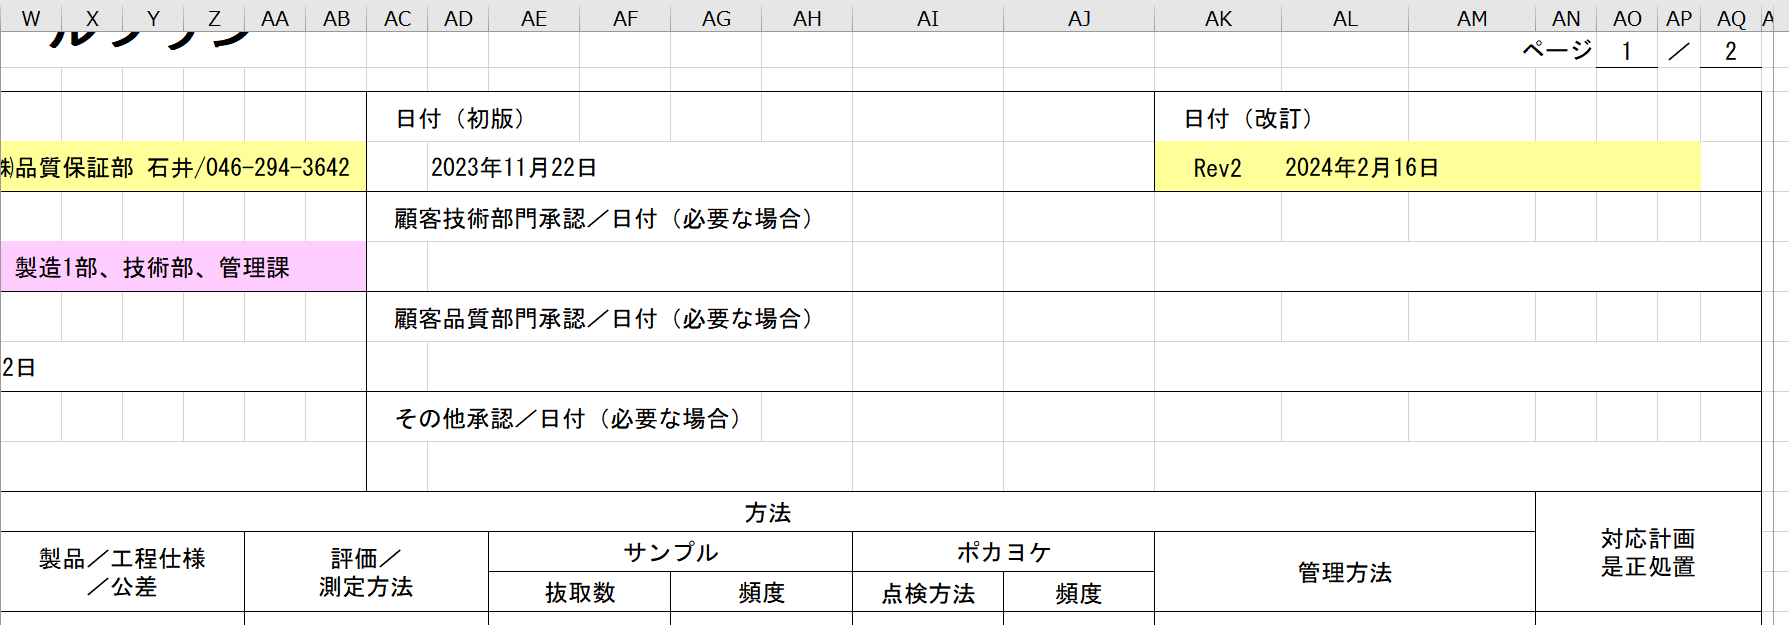 W X Y Z AA AB AC AD AE AF AG AH AI AJ AK AL AM AN AO AP AQ
ページ 1 ／ 2
日付（初版） 日付（改訂）
㈱品質保証部 石井/046-294-3642 2023年11月22日 Rev2 2024年2月16日
顧客技術部門承認／日付（必要な場合）
製造1部、技術部、管理課
顧客品質部門承認／日付（必要な場合）
2日
その他承認／日付（必要な場合）
方法
製品／工程仕様
／公差
評価／
測定方法
サンプル
抜取数 頻度
ポカヨケ
点検方法 頻度
管理方法
対応計画
是正処置